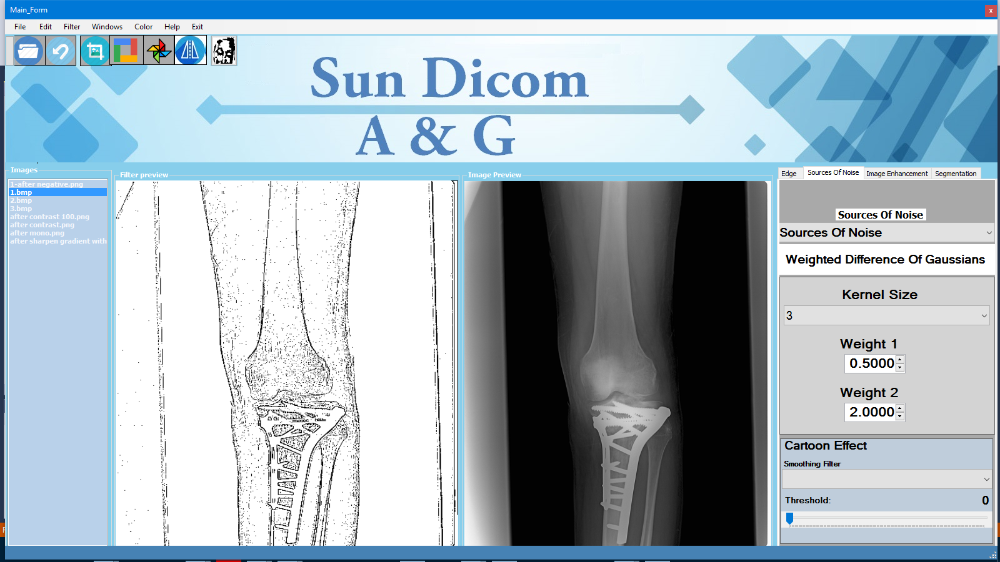 Main_Form
x
File Edit Filter Windows Color Help Exit
Sun Dicom
A & G
Images
1-after negative.png
1.bmp
2.bmp
3.bmp
after contrast 100.png
after contrast.png
after mono.png
after sharpen gradient with
Filter preview
Image Preview
Edge Sources Of Noise Image Enhancement Segmentation
Sources Of Noise
Sources Of Noise
Weighted Difference Of Gaussians
Kernel Size
3
Weight 1
0.5000
Weight 2
2.0000
Cartoon Effect
Smoothing Filter
Threshold: 0